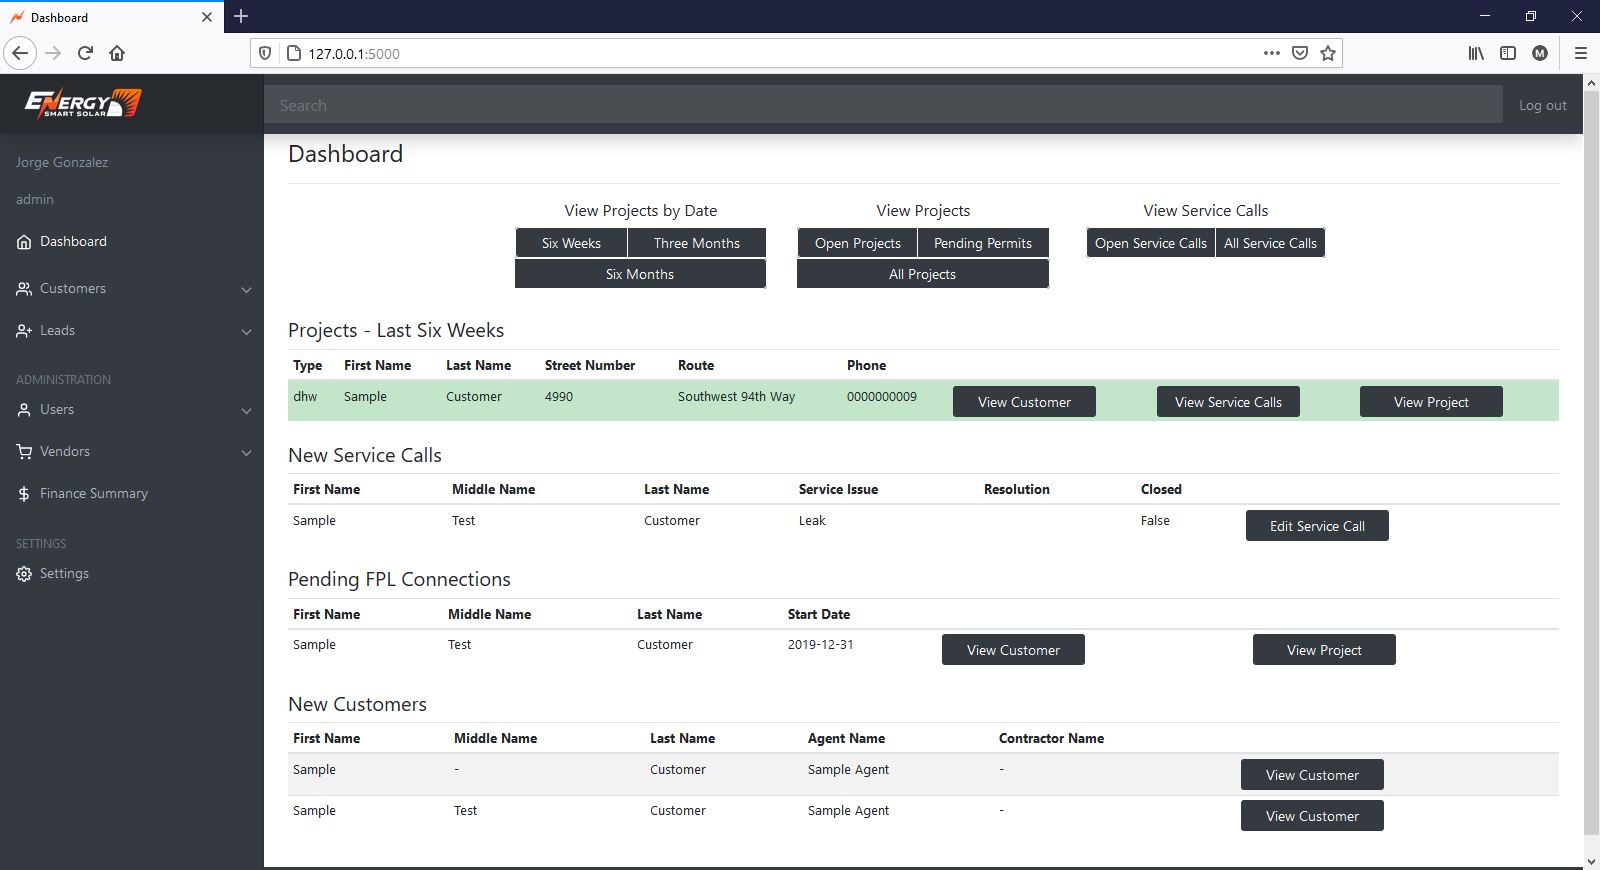 Dashboard
127.0.0.1:5000
M
ENERGY
SMART SOLAR
Search
Log out
Jorge Gonzalez
admin
Dashboard
Customers
Leads
ADMINISTRATION
Users
Vendors
Finance Summary
SETTINGS
Settings
Dashboard
View Projects by Date
Six Weeks Three Months
Six Months
View Projects
Open Projects Pending Permits
All Projects
View Service Calls
Open Service Calls All Service Calls
Projects - Last Six Weeks
Type First Name Last Name Street Number Route Phone
dhw Sample Customer 4990 Southwest 94th Way 0000000009 View Customer View Service Calls View Project
New Service Calls
First Name Middle Name Last Name Service Issue Resolution Closed
Sample Test Customer Leak False Edit Service Call
Pending FPL Connections
First Name Middle Name Last Name Start Date
Sample Test Customer 2019-12-31 View Customer View Project
New Customers
First Name Middle Name Last Name Agent Name Contractor Name
Sample - Customer Sample Agent - View Customer
Sample Test Customer Sample Agent - View Customer